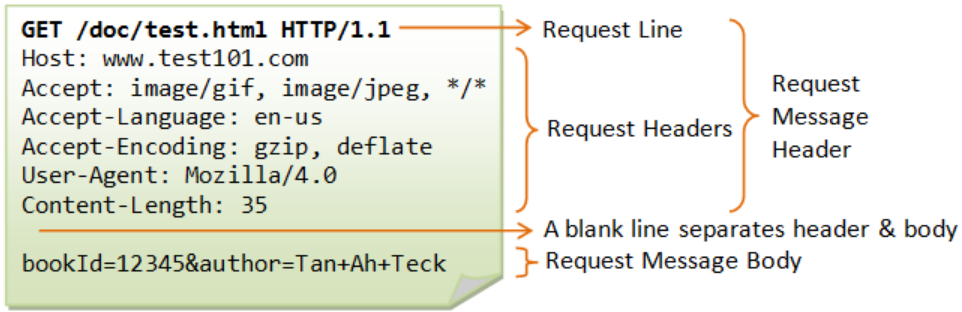 GET /doc/test.html HTTP/1.1
Host: www.test101.com
Accept: image/gif, image/jpeg, */*
Accept-Language: en-us
Accept-Encoding: gzip, deflate
User-Agent: Mozilla/4.0
Content-Length: 35
bookId=12345&author=Tan+Ah+Teck
Request Line
Request Headers
Request
Message
Header
A blank line separates header & body
Request Message Body